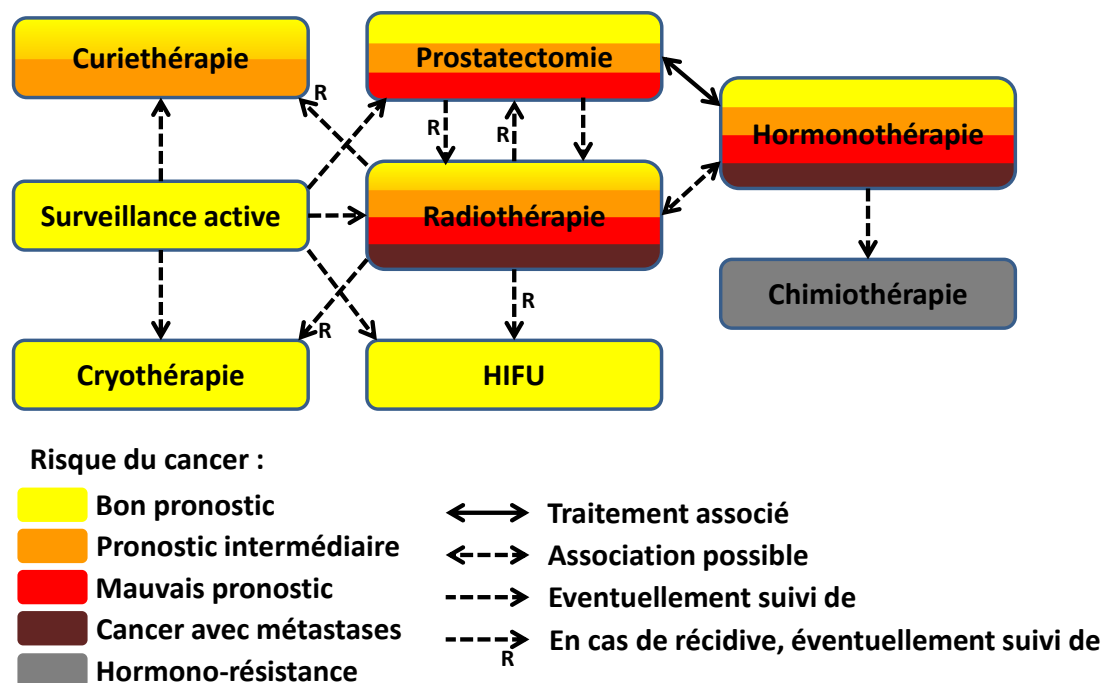 Curiethérapie
Prostatectomie
Hormonothérapie
R
R
R
Surveillance active
Radiothérapie
Chimiothérapie
R
R
Cryothérapie
HIFU
Risque du cancer :
Bon pronostic
Pronostic intermédiaire
Mauvais pronostic
Cancer avec métastases
Hormono-résistance
Traitement associé
Association possible
Eventuellement suivi de
En cas de récidive, éventuellement suivi de
R